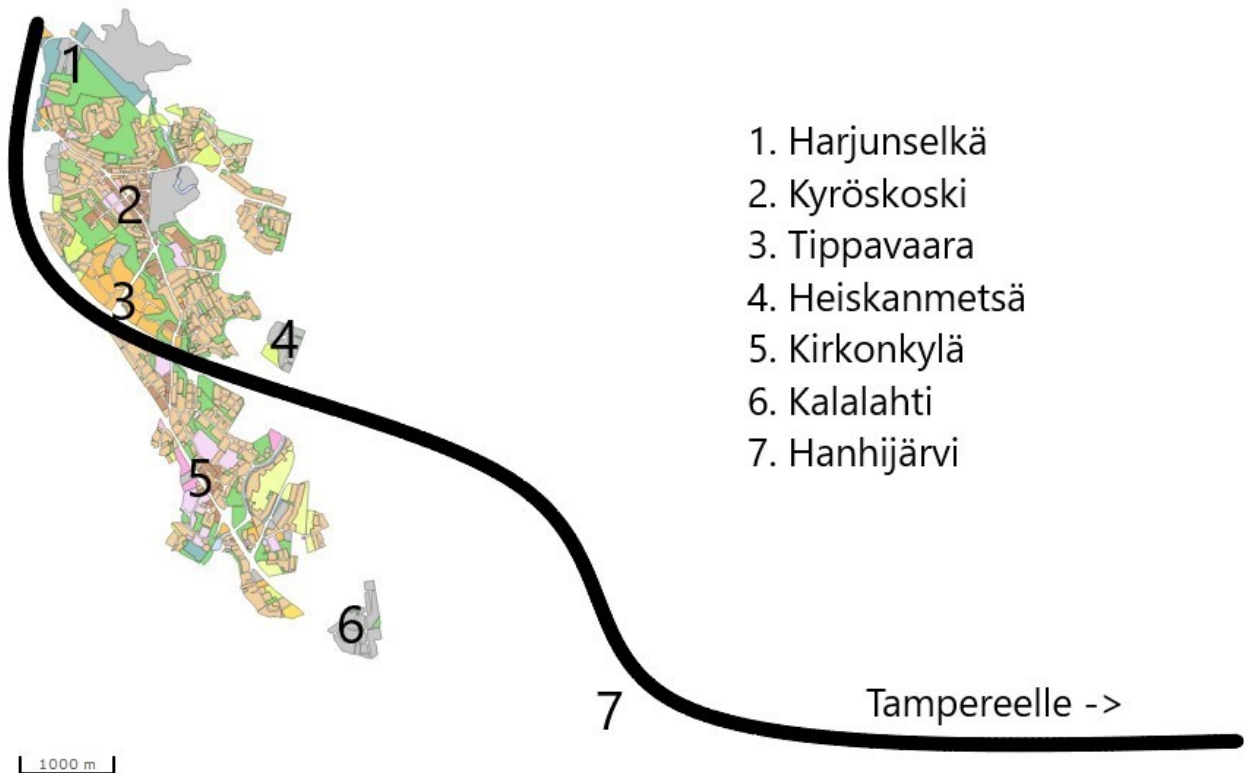 1
2
3
4
5
6
7
1. Harjunselkä
2. Kyröskoski
3. Tippavaara
4. Heiskanmetsä
5. Kirkonkylä
6. Kalalahti
7. Hanhijärvi
Tampereelle ->
1000 m